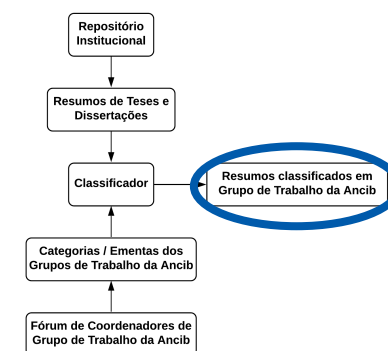 Repositório
Institucional
Resumos de Teses e
Dissertações
Classificador
Resumos classificados em
Grupo de Trabalho da Ancib
Categorias / Ementas dos
Grupos de Trabalho da Ancib
Fórum de Coordenadores de
Grupo de Trabalho da Ancib